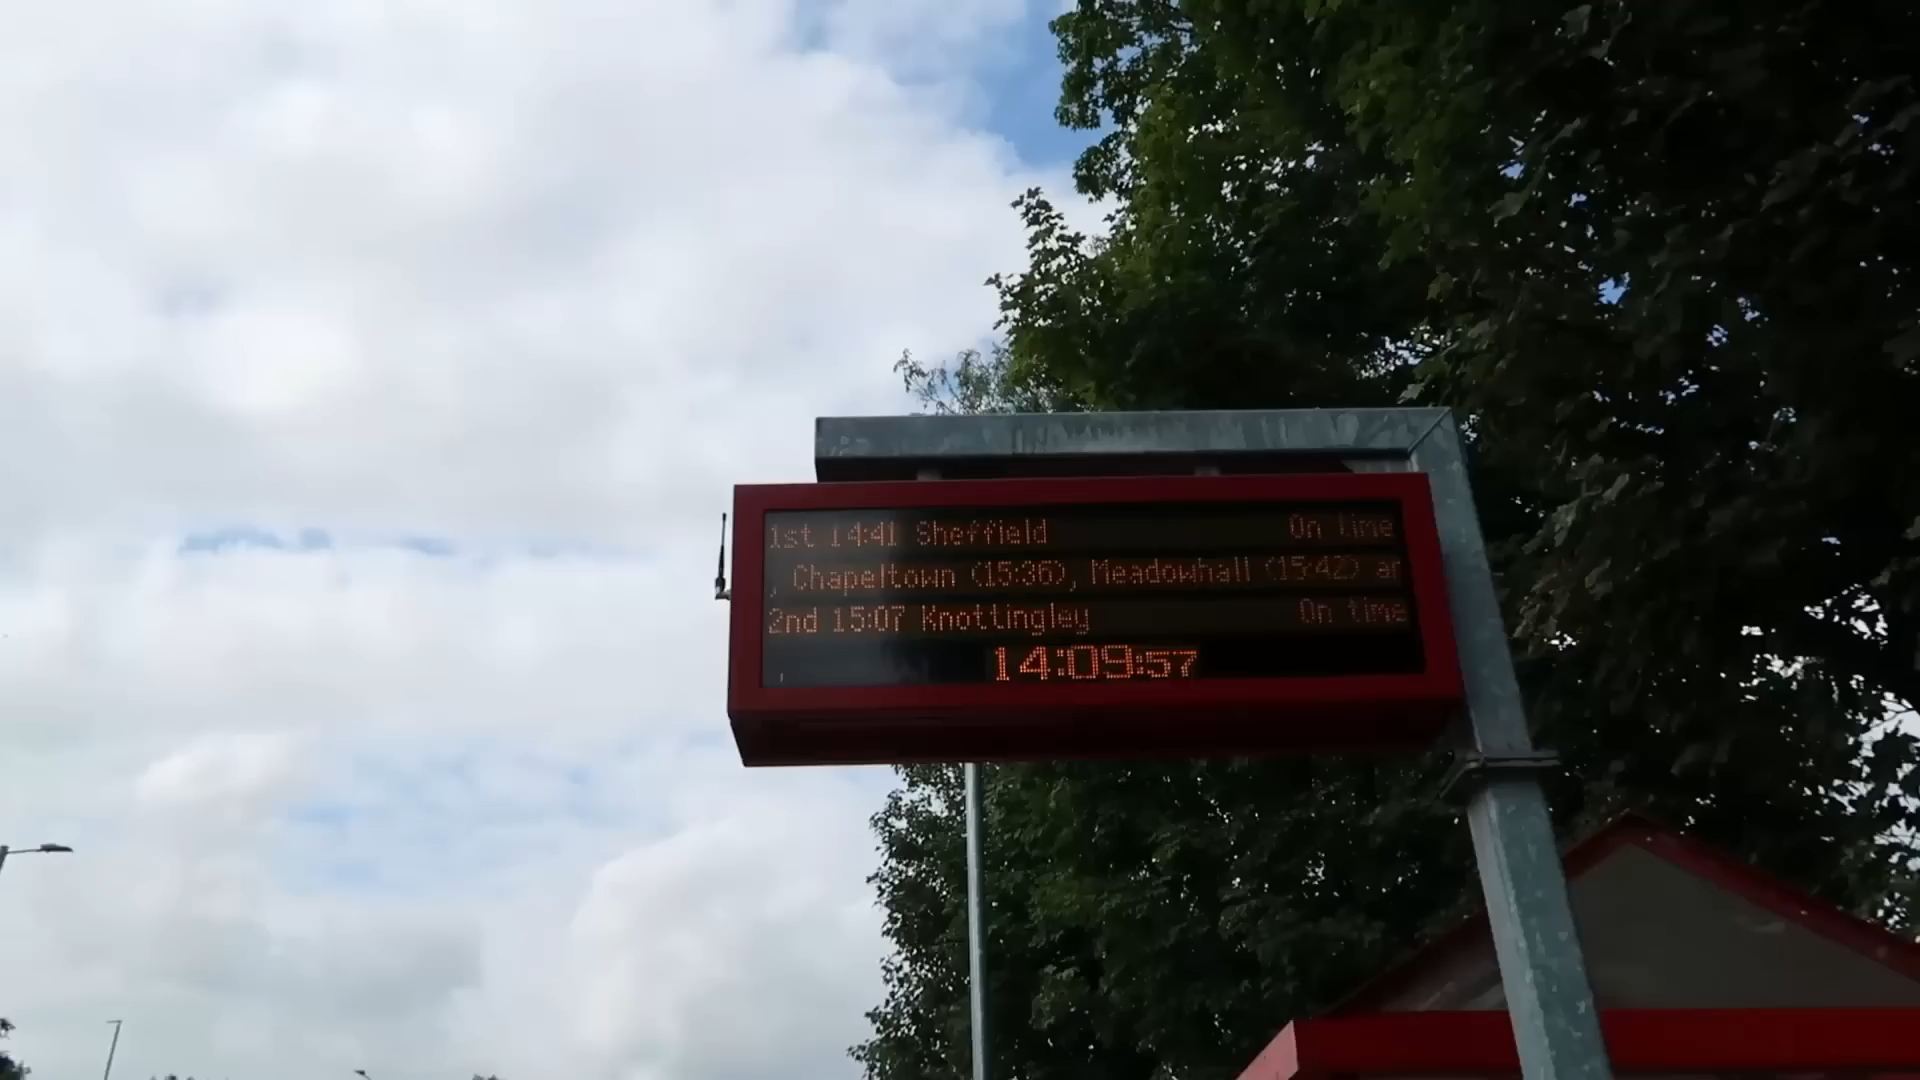 1st 14:41 Sheffield On time
, Chapeltown (15:36), Meadowhall (15:42) an
2nd 15:07 Knottingley On time
14:09:57